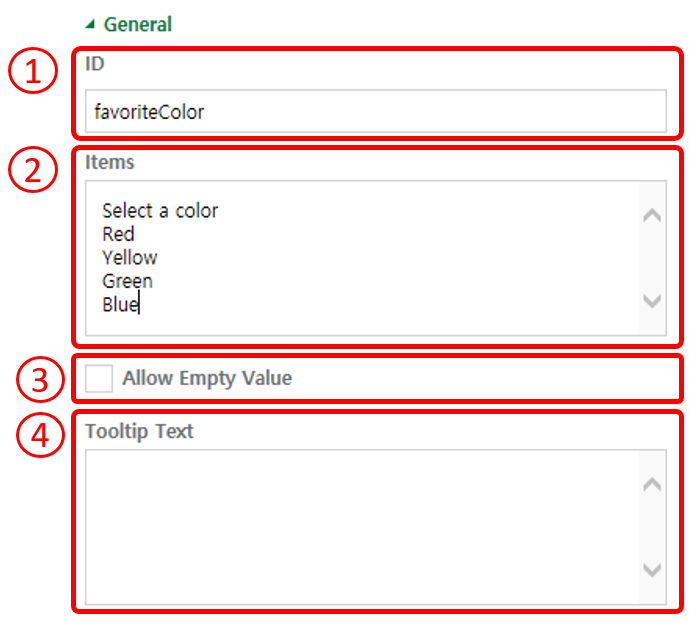 General
1
ID
favoriteColor
2
Items
Select a color
Red
Yellow
Green
Blue
3
Allow Empty Value
4
Tooltip Text